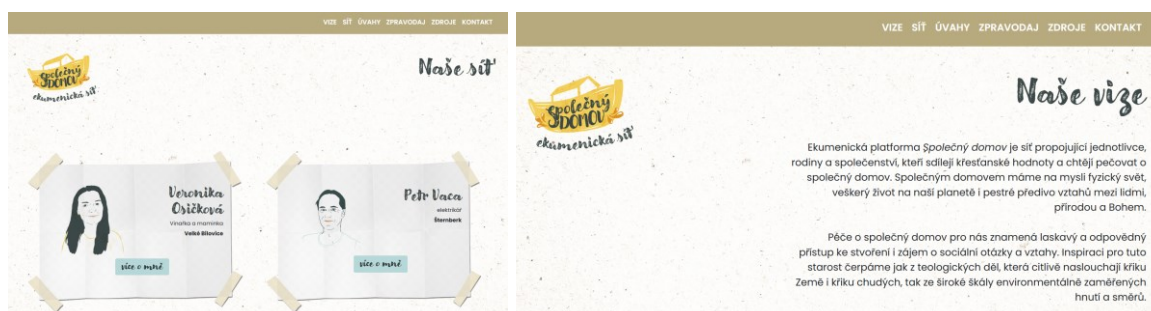 VIZE SÍŤ ÚVAHY ZPRAVODAJ ZDROJE KONTAKT
Společný
DOMOV
ekumenická síť
Naše síť
Veronika
Osičková
Vinařka a maminka
Velké Bílovice
více o mně
Petr Vaca
elektrikář
Šternberk
více o mně
VIZE SÍŤ ÚVAHY ZPRAVODAJ ZDROJE KONTAKT
Společný
DOMOV
ekumenická síť
Naše vize
Ekumenická platforma Společný domov je síť propojující jednotlivce,
rodiny a společenství, kteří sdílejí křesťanské hodnoty a chtějí pečovat o
společný domov. Společným domovem máme na mysli fyzický svět,
veškerý život na naší planetě i pestré předivo vztahů mezi lidmi,
přírodou a Bohem.
Péče o společný domov pro nás znamená laskavý a odpovědný
přístup ke stvoření i zájem o sociální otázky a vztahy. Inspiraci pro tuto
starost čerpáme jak z teologických děl, která citlivě naslouchají křiku
Země i křiku chudých, tak ze široké škály environmentálně zaměřených
hnutí a směrů.